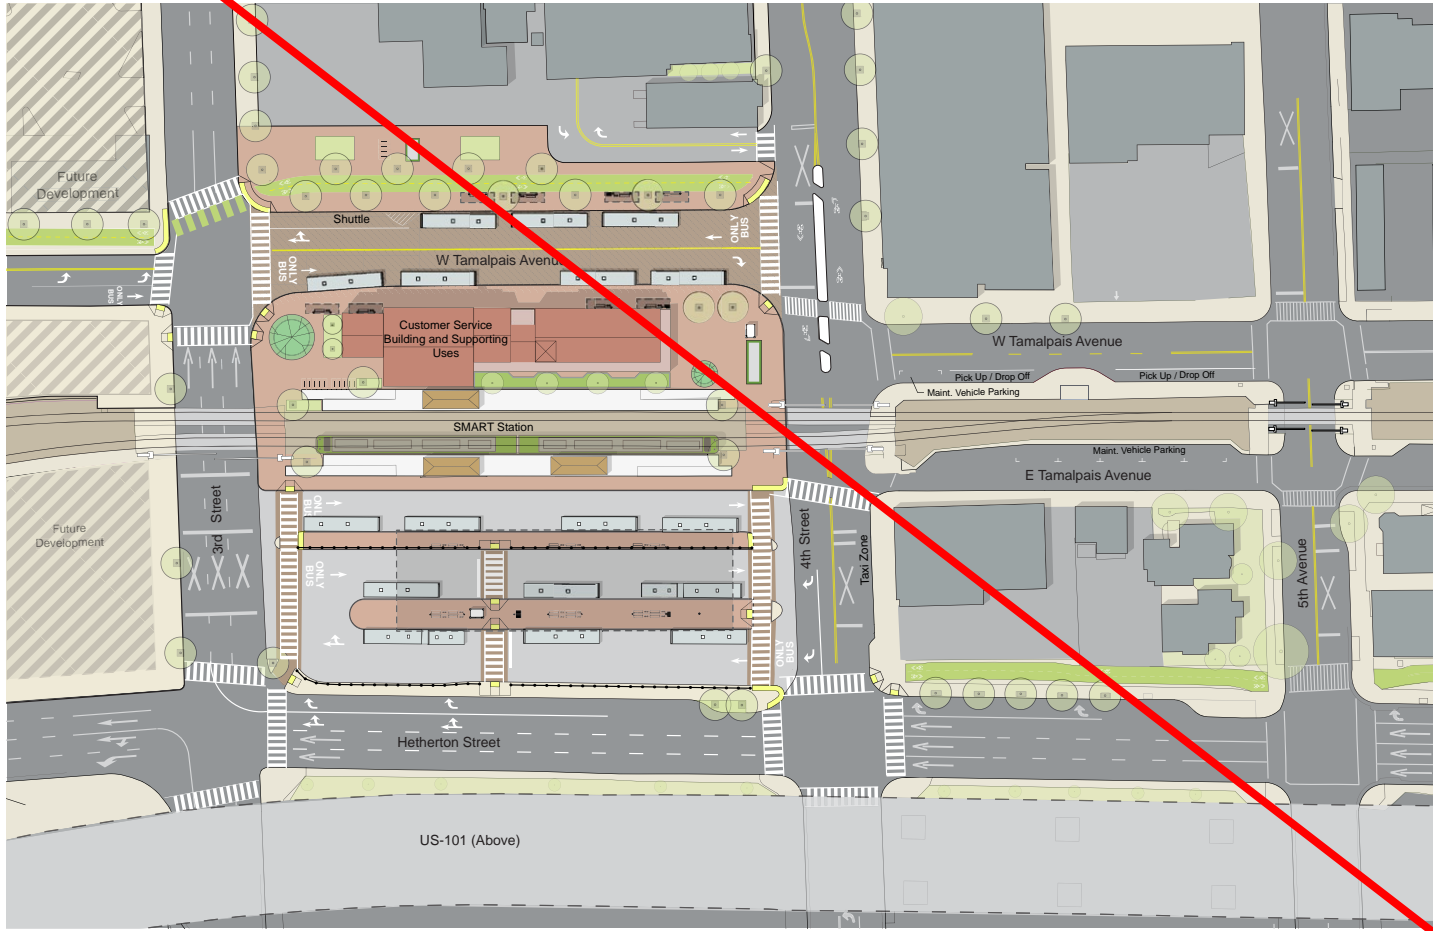 Future
Development
Shuttle
ONLY
BUS
W Tamalpais Avenue
ONLY
BUS
ONLY
BUS
Customer Service
Building and Supporting
Uses
W Tamalpais Avenue
Pick Up / Drop Off
Pick Up / Drop Off
Maint. Vehicle Parking
SMART Station
Maint. Vehicle Parking
E Tamalpais Avenue
ONLY
BUS
3rd Street
Future
Development
ONLY
BUS
4th Street
Taxi Zone
5th Avenue
ONLY
BUS
Hetherton Street
US-101 (Above)